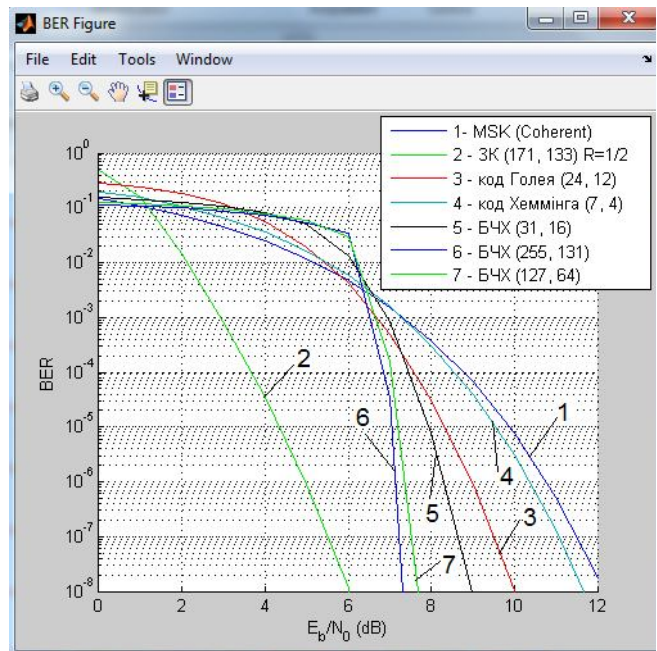 BER Figure
File Edit Tools Window
1- MSK (Coherent)
2 - ЗК (171, 133) R=1/2
3 - код Голея (24, 12)
4 - код Хеммінга (7, 4)
5 - БЧХ (31, 16)
6 - БЧХ (255, 131)
7 - БЧХ (127, 64)
10^0
10^-1
10^-2
10^-3
10^-4
10^-5
10^-6
10^-7
10^-8
BER
2
1
6
4
5
3
7
0 2 4 6 8 10 12
E_b/N_0 (dB)